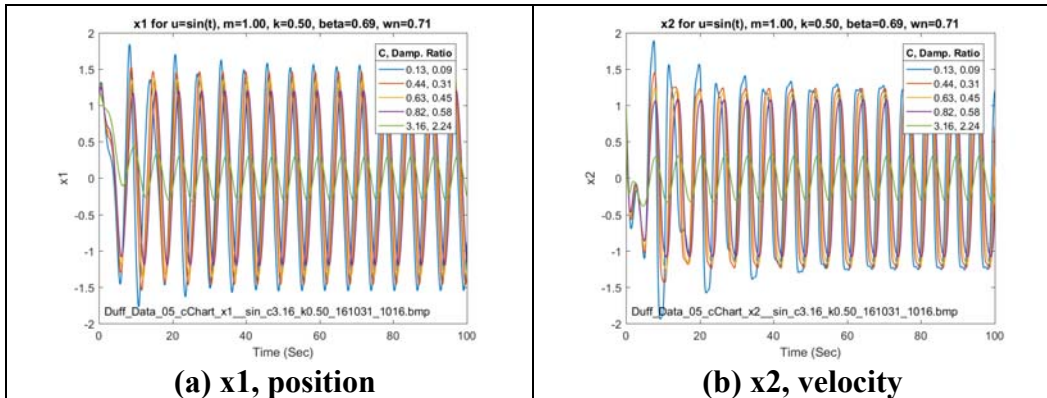 x1 for u=sin(t), m=1.00, k=0.50, beta=0.69, wn=0.71
2
1.5
1
0.5
0
-0.5
-1
-1.5
-2
x1
C, Damp. Ratio
0.13, 0.09
0.44, 0.31
0.63, 0.45
0.82, 0.58
3.16, 2.24
Duff_Data_05_cChart_x1__sin_c3.16_k0.50_161031_1016.bmp
0 20 40 60 80 100
Time (Sec)
(a) x1, position
x2 for u=sin(t), m=1.00, k=0.50, beta=0.69, wn=0.71
2
1.5
1
0.5
0
-0.5
-1
-1.5
-2
x2
C, Damp. Ratio
0.13, 0.09
0.44, 0.31
0.63, 0.45
0.82, 0.58
3.16, 2.24
Duff_Data_05_cChart_x2__sin_c3.16_k0.50_161031_1016.bmp
0 20 40 60 80 100
Time (Sec)
(b) x2, velocity